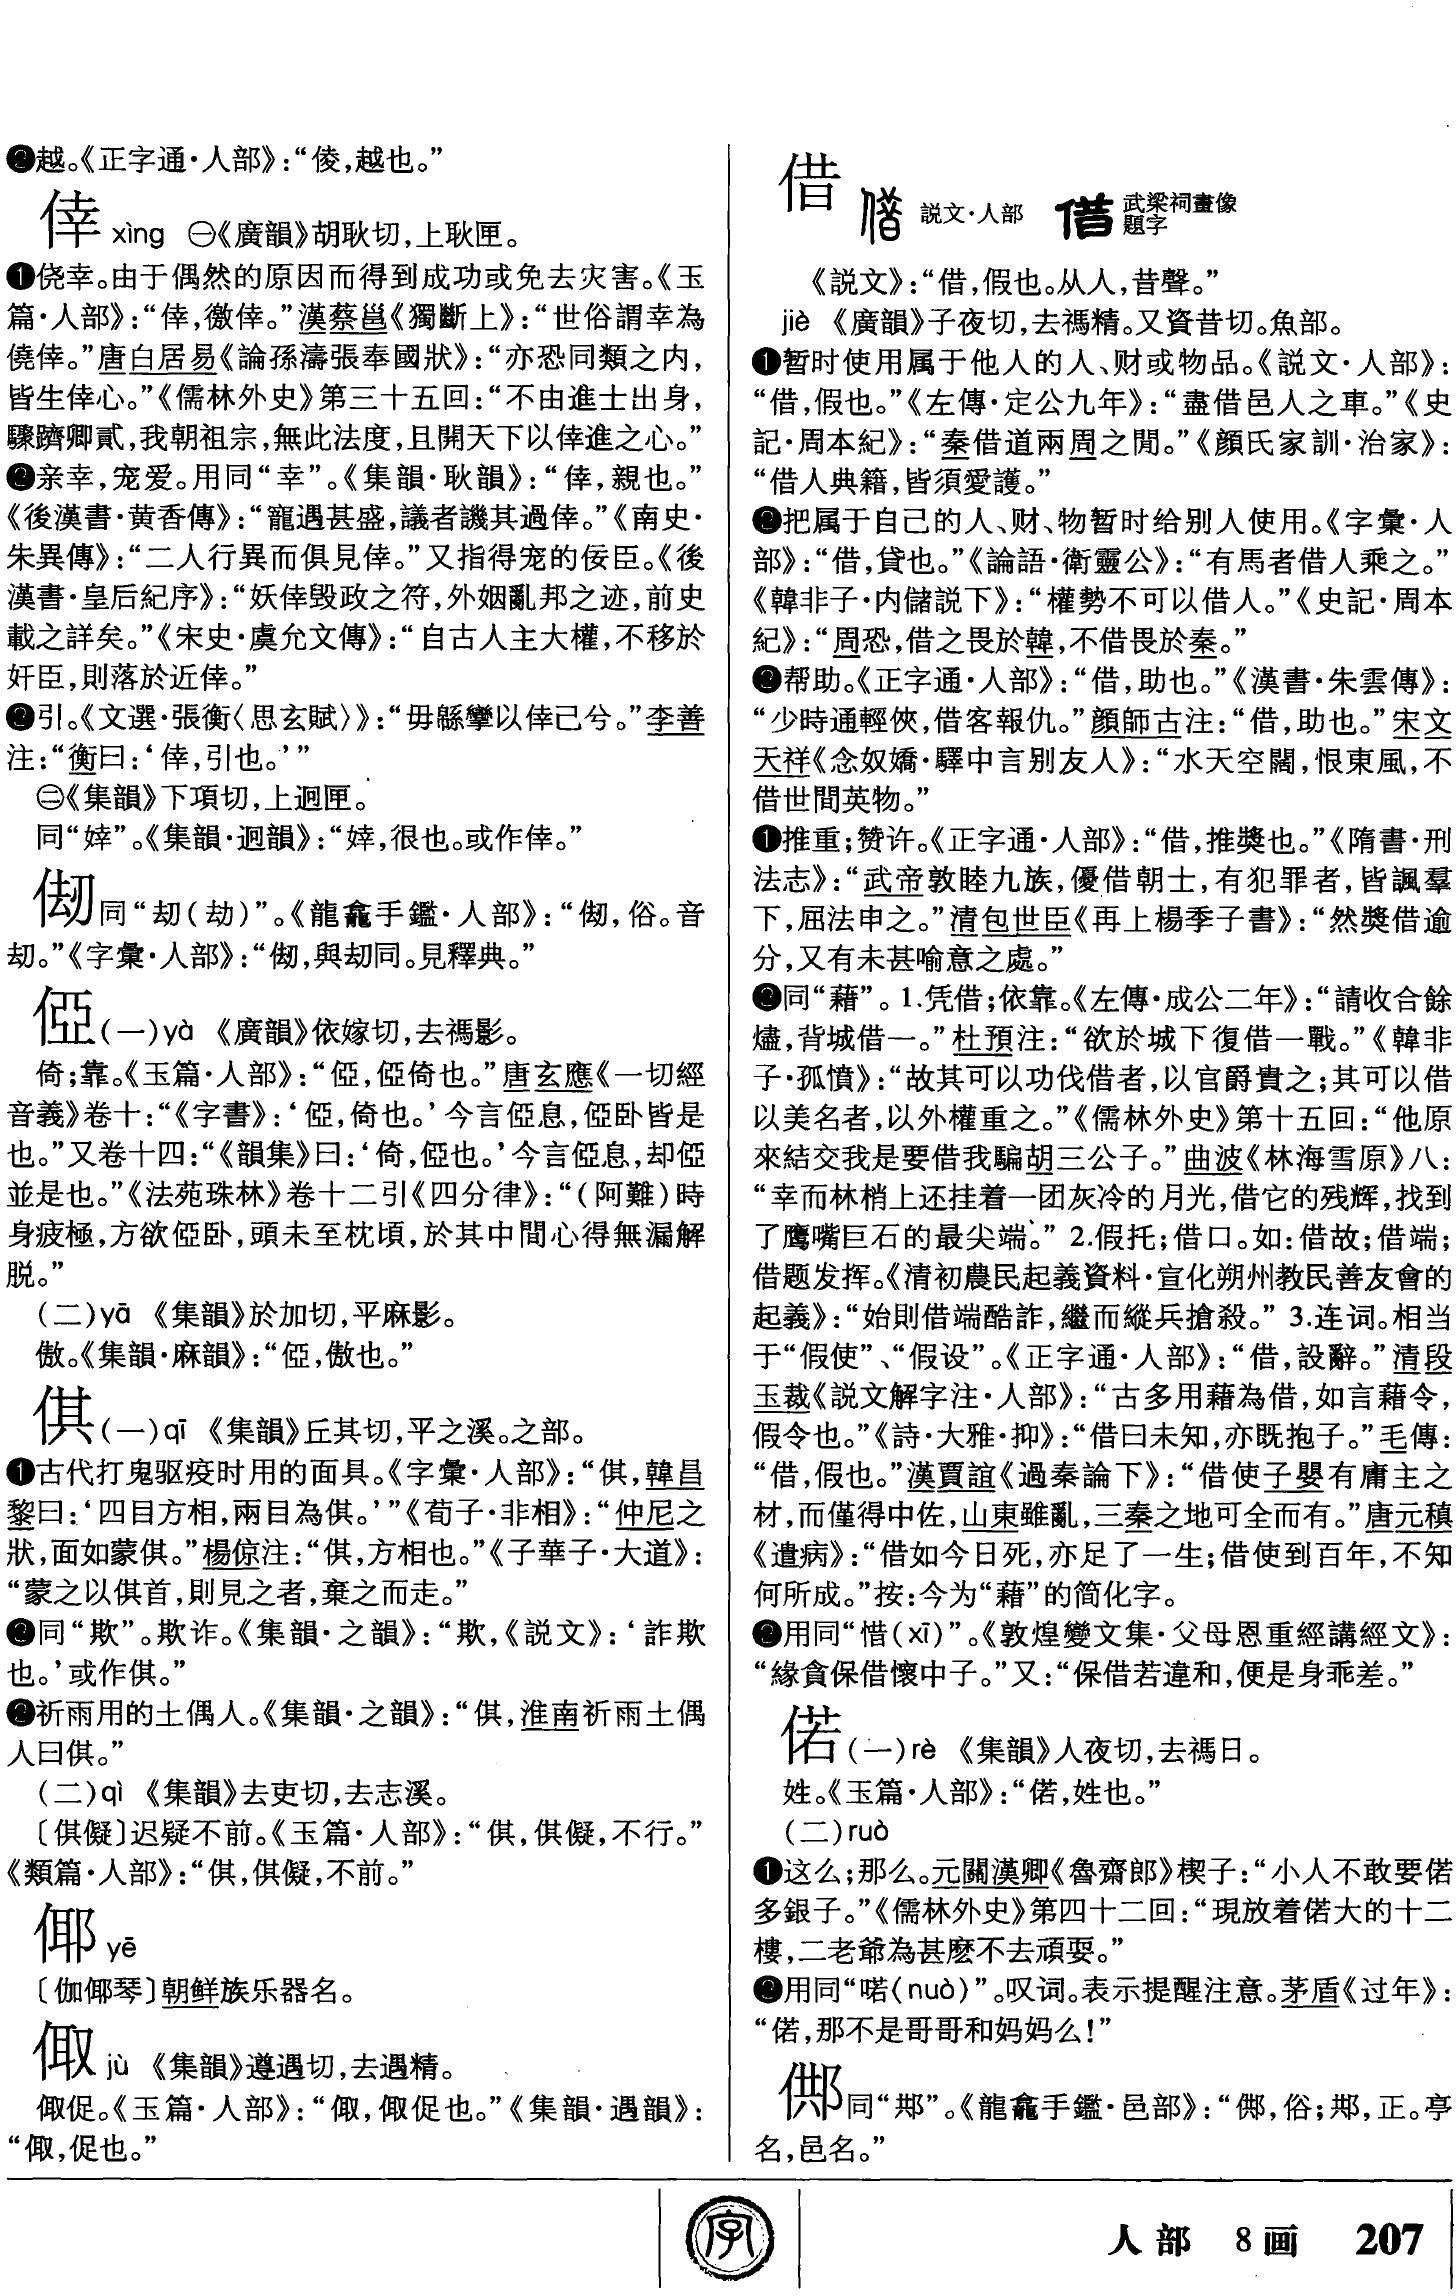 ❷越。《正字通·人部》：“倰，越也。”
倖 xìng ㊀《廣韻》胡耿切，上耿匣。
❶侥幸。由于偶然的原因而得到成功或免去灾害。《玉
篇·人部》：“倖，徼倖。”漢蔡邕《獨斷上》：“世俗謂幸為
僥倖。”唐白居易《論孫濤張奉國狀》：“亦恐同類之内，
皆生倖心。”《儒林外史》第三十五回：“不由進士出身，
驟躋卿貳，我朝祖宗，無此法度，且開天下以倖進之心。”
❷亲幸，宠爱。用同“幸”。《集韻·耿韻》：“倖，親也。”
《後漢書·黄香傳》：“寵遇甚盛，議者譏其過倖。”《南史·
朱异傳》：“二人行異而俱見倖。”又指得宠的佞臣。《後
漢書·皇后紀序》：“妖倖毁政之符，外姻亂邦之迹，前史
載之詳矣。”《宋史·虞允文傳》：“自古人主大權，不移於
奸臣，則落於近倖。”
❷引。《文選·張衡〈思玄賦〉》：“毋緜攣以倖己兮。”李善
注：“衡曰：‘倖，引也。’”
㊁《集韻》下項切，上迥匣。
同“婞”。《集韻·迥韻》：“婞，很也。或作倖。”
㑜同“刧（劫）”。《龍龕手鑑·人部》：“㑜，俗。音
刧。”《字彙·人部》：“㑜，與刧同。見釋典。”
俹(一)yà 《廣韻》依嫁切，去禡影。
倚；靠。《玉篇·人部》：“俹，俹倚也。”唐玄應《一切經
音義》卷十：“《字書》：‘俹，倚也。’今言俹息，俹卧皆是
也。”又卷十四：“《韻集》曰：‘倚，俹也。’今言俹息，却俹
並是也。”《法苑珠林》卷十二引《四分律》：“（阿難）時
身疲極，方欲俹卧，頭未至枕頃，於其中間心得無漏解
脱。”
(二)yā 《集韻》於加切，平麻影。
傲。《集韻·麻韻》：“俹，傲也。”
倛(一)qī 《集韻》丘其切，平之溪。之部。
❶古代打鬼驱疫时用的面具。《字彙·人部》：“倛，韓昌
黎曰：‘四目方相，兩目為倛。’”《荀子·非相》：“仲尼之
狀，面如蒙倛。”楊倞注：“倛，方相也。”《子華子·大道》：
“蒙之以倛首，則見之者，棄之而走。”
❷同“欺”。欺诈。《集韻·之韻》：“欺，《説文》：‘詐欺
也。’或作倛。”
❷祈雨用的土偶人。《集韻·之韻》：“倛，淮南祈雨土偶
人曰倛。”
(二)qì 《集韻》去吏切，去志溪。
〔倛儗〕迟疑不前。《玉篇·人部》：“倛，倛儗，不行。”
《類篇·人部》：“倛，倛儗，不前。”
倻 yē
〔伽倻琴〕朝鲜族乐器名。
㑛 jù 《集韻》遵遇切，去遇精。
㑛促。《玉篇·人部》：“㑛，㑛促也。”《集韻·遇韻》：
“㑛，促也。”
借 説文·人部 武梁祠畫像
題字
《説文》：“借，假也。从人，昔聲。”
jiè 《廣韻》子夜切，去禡精。又資昔切。魚部。
❶暂时使用属于他人的人、财或物品。《説文·人部》：
“借，假也。”《左傳·定公九年》：“盡借邑人之車。”《史
記·周本紀》：“秦借道兩周之閒。”《顔氏家訓·治家》：
“借人典籍，皆須愛護。”
❷把属于自己的人、财、物暂时给别人使用。《字彙·人
部》：“借，貸也。”《論語·衛靈公》：“有馬者借人乘之。”
《韓非子·内儲説下》：“權勢不可以借人。”《史記·周本
紀》：“周恐，借之畏於韓，不借畏於秦。”
❷帮助。《正字通·人部》：“借，助也。”《漢書·朱雲傳》：
“少時通輕俠，借客報仇。”顔師古注：“借，助也。”宋文
天祥《念奴嬌·驛中言别友人》：“水天空闊，恨東風，不
借世間英物。”
❶推重；赞许。《正字通·人部》：“借，推獎也。”《隋書·刑
法志》：“武帝敦睦九族，優借朝士，有犯罪者，皆諷羣
下，屈法申之。”清包世臣《再上楊季子書》：“然獎借逾
分，又有未甚喻意之處。”
❷同“藉”。1.凭借；依靠。《左傳·成公二年》：“請收合餘
燼，背城借一。”杜預注：“欲於城下復借一戰。”《韓非
子·孤憤》：“故其可以功伐借者，以官爵貴之；其可以借
以美名者，以外權重之。”《儒林外史》第十五回：“他原
來結交我是要借我騙胡三公子。”曲波《林海雪原》八：
“幸而林梢上还挂着一团灰冷的月光，借它的残辉，找到
了鹰嘴巨石的最尖端。” 2.假托；借口。如：借故；借端；
借题发挥。《清初農民起義資料·宣化朔州教民善友會的
起義》：“始則借端酷詐，繼而縱兵搶殺。” 3.连词。相当
于“假使”、“假设”。《正字通·人部》：“借，設辭。”清段
玉裁《説文解字注·人部》：“古多用藉為借，如言藉令，
假令也。”《詩·大雅·抑》：“借曰未知，亦既抱子。”毛傳：
“借，假也。”漢賈誼《過秦論下》：“借使子嬰有庸主之
材，而僅得中佐，山東雖亂，三秦之地可全而有。”唐元稹
《遣病》：“借如今日死，亦足了一生；借使到百年，不知
何所成。”按：今为“藉”的简化字。
❷用同“惜(xī)”。《敦煌變文集·父母恩重經講經文》：
“緣貪保借懷中子。”又：“保借若違和，便是身乖差。”
偌(一)rè 《集韻》人夜切，去禡日。
姓。《玉篇·人部》：“偌，姓也。”
(二)ruò
❶这么；那么。元關漢卿《魯齋郎》楔子：“小人不敢要偌
多銀子。”《儒林外史》第四十二回：“現放着偌大的十二
樓，二老爺為甚麽不去頑耍。”
❷用同“喏(nuò)”。叹词。表示提醒注意。茅盾《过年》：
“偌，那不是哥哥和妈妈么！”
同“䣋”。《龍龕手鑑·邑部》：“俗；正。亭
名，邑名。”
字
人部 8画 207